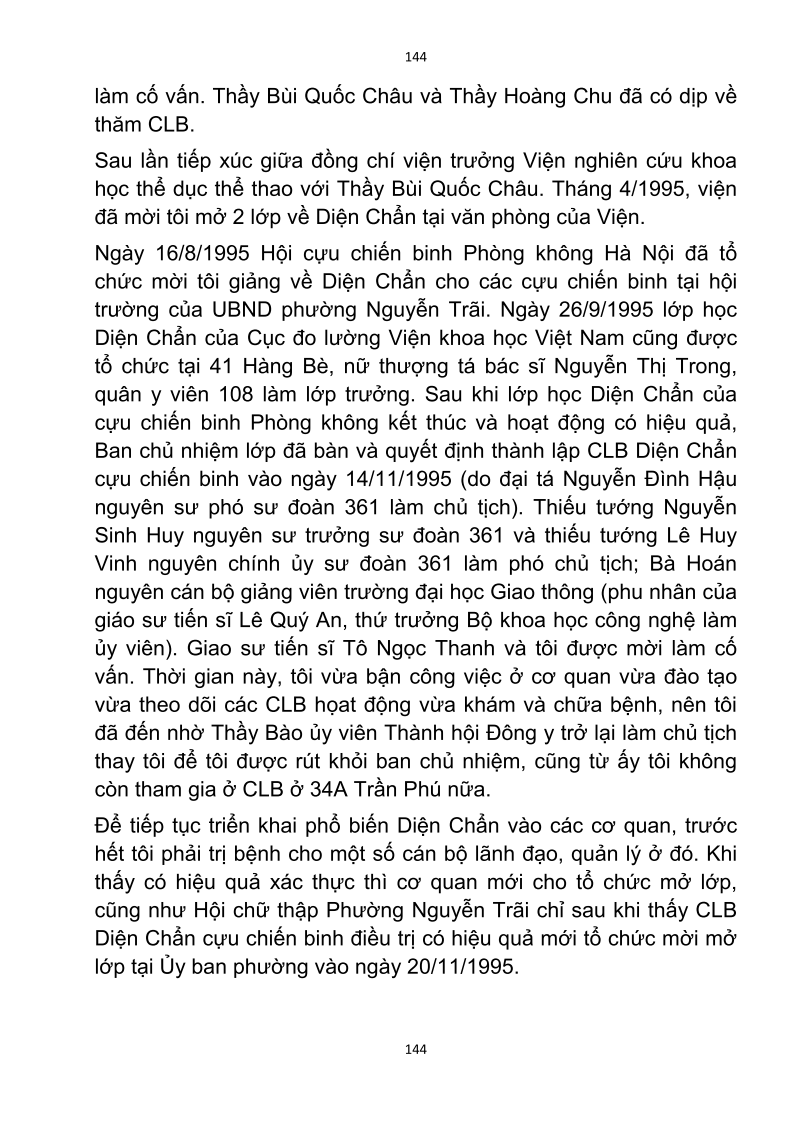 144
làm cố vấn. Thầy Bùi Quốc Châu và Thầy Hoàng Chu đã có dịp về
thăm CLB.
Sau lần tiếp xúc giữa đồng chí viện trưởng Viện nghiên cứu khoa
học thể dục thể thao với Thầy Bùi Quốc Châu. Tháng 4/1995, viện
đã mời tôi mở 2 lớp về Diện Chẩn tại văn phòng của Viện.
Ngày 16/8/1995 Hội cựu chiến binh Phòng không Hà Nội đã tổ
chức mời tôi giảng về Diện Chẩn cho các cựu chiến binh tại hội
trường của UBND phường Nguyễn Trãi. Ngày 26/9/1995 lớp học
Diện Chẩn của Cục đo lường Viện khoa học Việt Nam cũng được
tổ chức tại 41 Hàng Bè, nữ thượng tá bác sĩ Nguyễn Thị Trong,
quân y viên 108 làm lớp trưởng. Sau khi lớp học Diện Chẩn của
cựu chiến binh Phòng không kết thúc và hoạt động có hiệu quả,
Ban chủ nhiệm lớp đã bàn và quyết định thành lập CLB Diện Chẩn
cựu chiến binh vào ngày 14/11/1995 (do đại tá Nguyễn Đình Hậu
nguyên sư phó sư đoàn 361 làm chủ tịch). Thiếu tướng Nguyễn
Sinh Huy nguyên sư trưởng sư đoàn 361 và thiếu tướng Lê Huy
Vinh nguyên chính ủy sư đoàn 361 làm phó chủ tịch; Bà Hoán
nguyên cán bộ giảng viên trường đại học Giao thông (phu nhân của
giáo sư tiến sĩ Lê Quý An, thứ trưởng Bộ khoa học công nghệ làm
ủy viên). Giao sư tiến sĩ Tô Ngọc Thanh và tôi được mời làm cố
vấn. Thời gian này, tôi vừa bận công việc ở cơ quan vừa đào tạo
vừa theo dõi các CLB họat động vừa khám và chữa bệnh, nên tôi
đã đến nhờ Thầy Bào ủy viên Thành hội Đông y trở lại làm chủ tịch
thay tôi để tôi được rút khỏi ban chủ nhiệm, cũng từ ấy tôi không
còn tham gia ở CLB ở 34A Trần Phú nữa.
Để tiếp tục triển khai phổ biến Diện Chẩn vào các cơ quan, trước
hết tôi phải trị bệnh cho một số cán bộ lãnh đạo, quản lý ở đó. Khi
thấy có hiệu quả xác thực thì cơ quan mới cho tổ chức mở lớp,
cũng như Hội chữ thập Phường Nguyễn Trãi chỉ sau khi thấy CLB
Diện Chẩn cựu chiến binh điều trị có hiệu quả mới tổ chức mời mở
lớp tại Ủy ban phường vào ngày 20/11/1995.
144